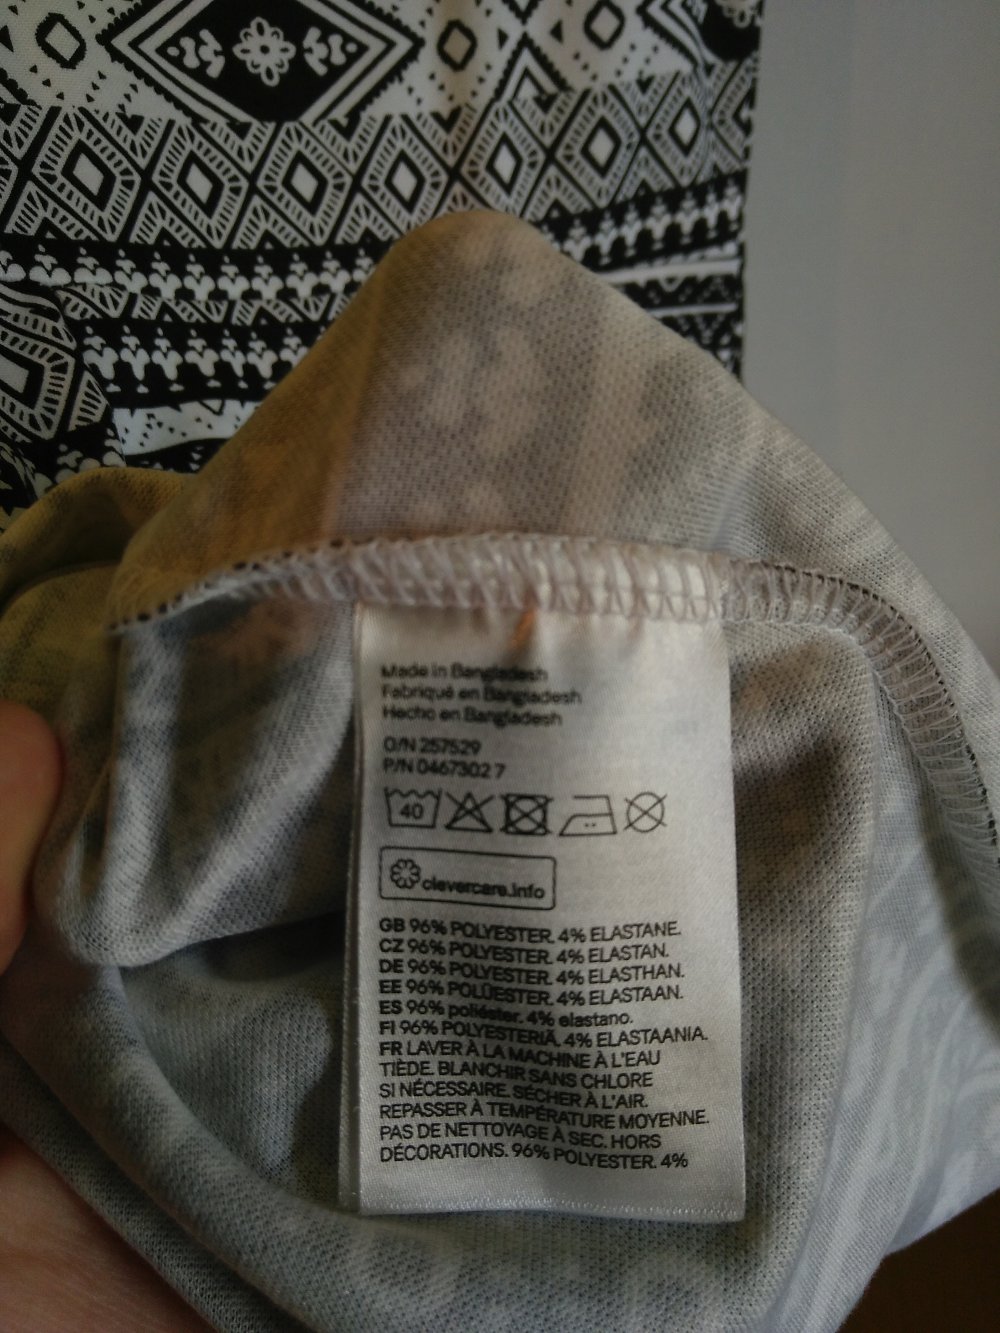 Made in Bangladesh
Fabriqué en Bangladesh
Hecho en Bangladesh
O/N 257529
P/N 0467302 7
40
clevercare.info
GB 96% POLYESTER. 4% ELASTANE.
CZ 96% POLYESTER. 4% ELASTAN.
DE 96% POLYESTER. 4% ELASTHAN.
EE 96% POLÜESTER. 4% ELASTAAN.
ES 96% poliéster. 4% elastano.
FI 96% POLYESTERIÄ. 4% ELASTAANIA.
FR LAVER À LA MACHINE À L'EAU
TIÈDE. BLANCHIR SANS CHLORE
SI NÉCESSAIRE. SÉCHER À L'AIR.
REPASSER À TEMPÉRATURE MOYENNE.
PAS DE NETTOYAGE À SEC. HORS
DÉCORATIONS. 96% POLYESTER. 4%